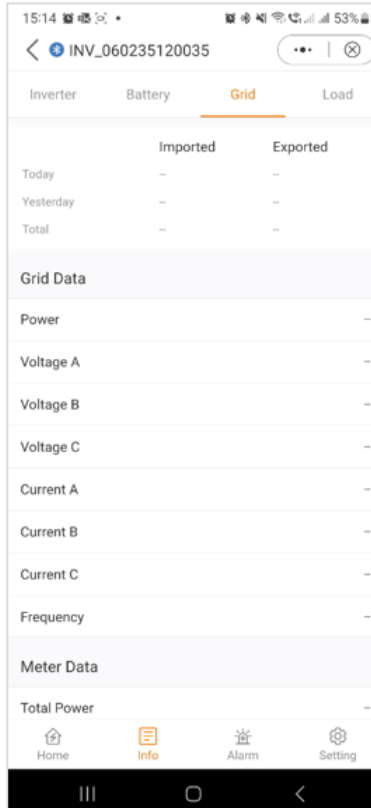 15:14 53%
INV_060235120035
Inverter Battery Grid Load
Imported Exported
Today -- --
Yesterday -- --
Total -- --
Grid Data
Power --
Voltage A --
Voltage B --
Voltage C --
Current A --
Current B --
Current C --
Frequency --
Meter Data
Total Power --
Home Info Alarm Setting